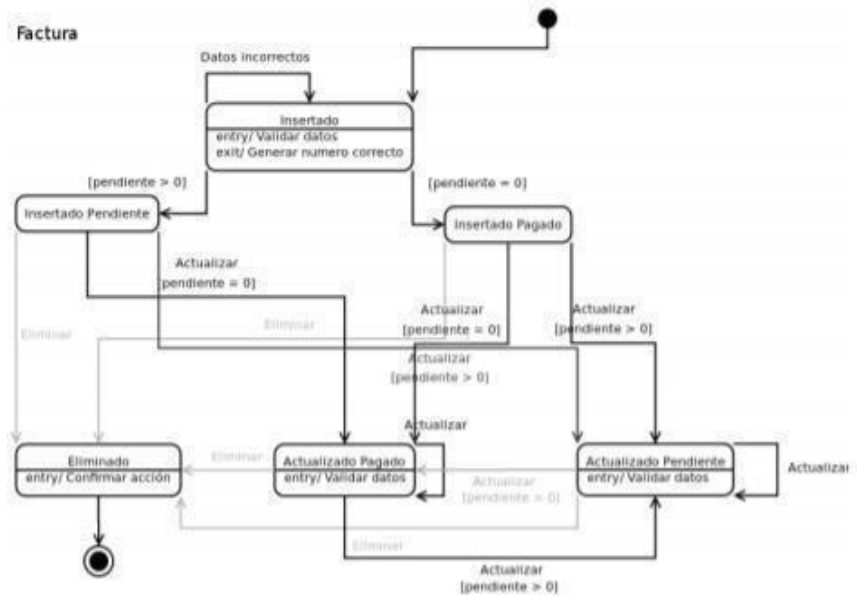 Factura
Datos incorrectos
Insertado
entry/ Validar datos
exit/ Generar numero correcto
[pendiente > 0]
[pendiente = 0]
Insertado Pendiente
Insertado Pagado
Actualizar
[pendiente = 0]
Eliminar
Eliminar
Actualizar
[pendiente = 0]
Actualizar
[pendiente > 0]
Actualizar
[pendiente > 0]
Actualizar
Eliminado
entry/ Confirmar acción
Eliminar
Actualizado Pagado
entry/ Validar datos
Actualizar
[pendiente = 0]
Actualizado Pendiente
entry/ Validar datos
Actualizar
Eliminar
Actualizar
[pendiente > 0]